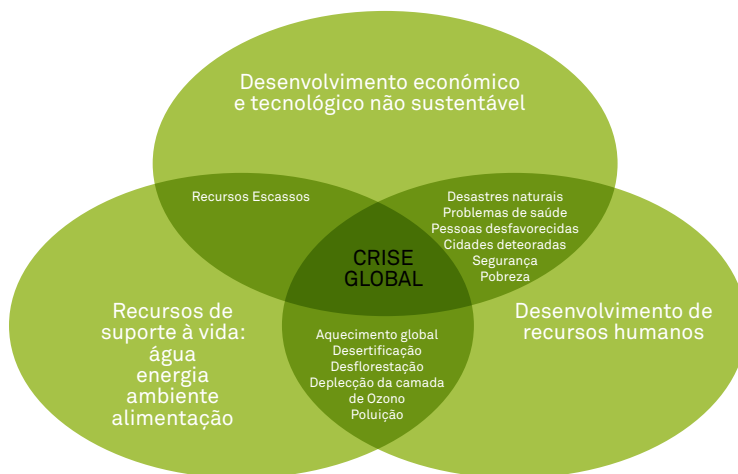 Desenvolvimento económico
e tecnológico não sustentável
Recursos Escassos
Desastres naturais
Problemas de saúde
Pessoas desfavorecidas
Cidades deteoradas
Segurança
Pobreza
CRISE
GLOBAL
Recursos de
suporte à vida:
água
energia
ambiente
alimentação
Aquecimento global
Desertificação
Desflorestação
Deplecção da camada
de Ozono
Poluição
Desenvolvimento de
recursos humanos